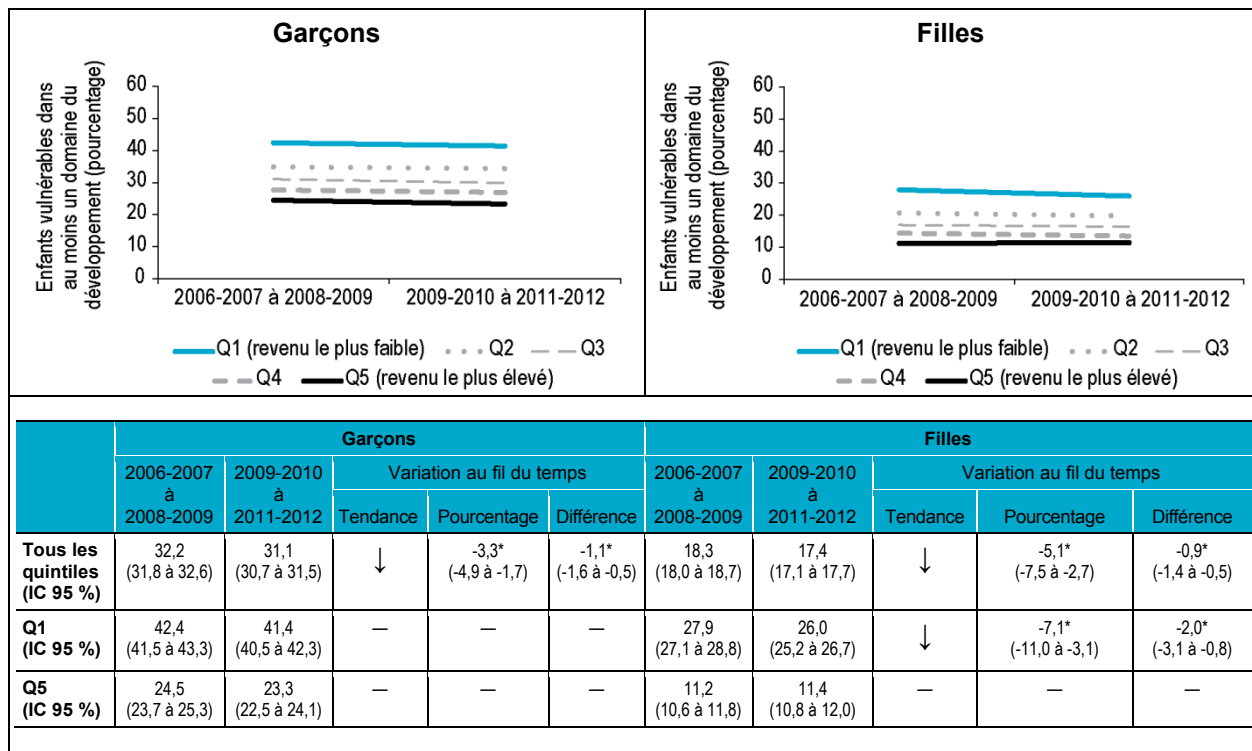 Garçons
Enfants vulnérables dans
au moins un domaine du
développement (pourcentage)
60
50
40
30
20
10
0
2006-2007 à 2008-2009 2009-2010 à 2011-2012
Q1 (revenu le plus faible) Q2 Q3
Q4 Q5 (revenu le plus élevé)
Filles
Enfants vulnérables dans
au moins un domaine du
développement (pourcentage)
60
50
40
30
20
10
0
2006-2007 à 2008-2009 2009-2010 à 2011-2012
Q1 (revenu le plus faible) Q2 Q3
Q4 Q5 (revenu le plus élevé)
Garçons Filles
2006-2007 à 2008-2009 2009-2010 à 2011-2012 Variation au fil du temps 2006-2007 à 2008-2009 2009-2010 à 2011-2012 Variation au fil du temps
Tendance Pourcentage Différence Tendance Pourcentage Différence
Tous les quintiles (IC 95 %) 32,2 (31,8 à 32,6) 31,1 (30,7 à 31,5) ↓ -3,3* (-4,9 à -1,7) -1,1* (-1,6 à -0,5) 18,3 (18,0 à 18,7) 17,4 (17,1 à 17,7) ↓ -5,1* (-7,5 à -2,7) -0,9* (-1,4 à -0,5)
Q1 (IC 95 %) 42,4 (41,5 à 43,3) 41,4 (40,5 à 42,3) — — — 27,9 (27,1 à 28,8) 26,0 (25,2 à 26,7) ↓ -7,1* (-11,0 à -3,1) -2,0* (-3,1 à -0,8)
Q5 (IC 95 %) 24,5 (23,7 à 25,3) 23,3 (22,5 à 24,1) — — — 11,2 (10,6 à 11,8) 11,4 (10,8 à 12,0) — — —